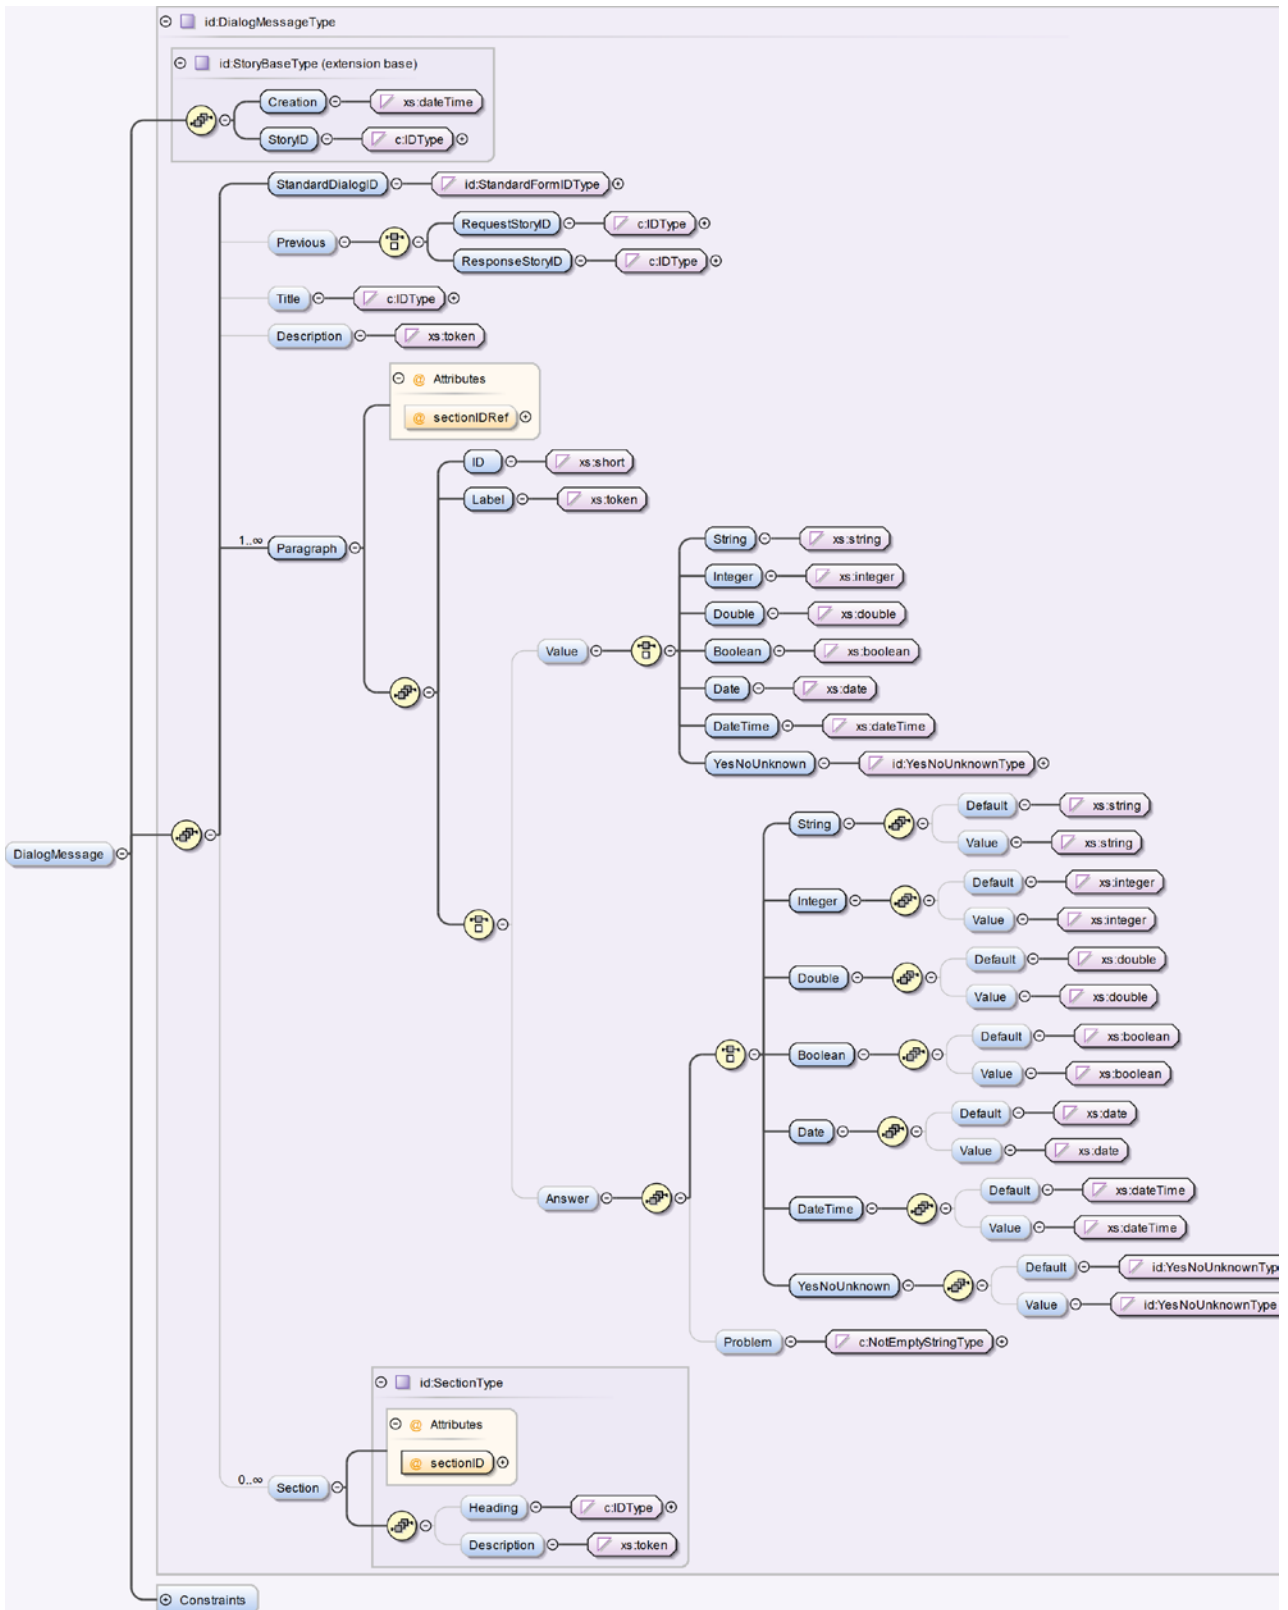 id:DialogMessageType
id:StoryBaseType (extension base)
Creation xs:dateTime
StoryID c:IDType
StandardDialogID id:StandardFormIDType
RequestStoryID c:IDType
Previous
ResponseStoryID c:IDType
Title c:IDType
Description xs:token
@ Attributes
@ sectionIDRef
ID xs:short
Label xs:token
1..∞ Paragraph
String xs:string
Integer xs:integer
Double xs:double
Value
Boolean xs:boolean
Date xs:date
DateTime xs:dateTime
YesNoUnknown id:YesNoUnknownType
Default xs:string
String
Value xs:string
DialogMessage
Default xs:integer
Integer
Value xs:integer
Default xs:double
Double
Value xs:double
Default xs:boolean
Boolean
Value xs:boolean
Default xs:date
Date
Value xs:date
Answer
Default xs:dateTime
DateTime
Value xs:dateTime
Default id:YesNoUnknownType
YesNoUnknown
Value id:YesNoUnknownType
Problem c:NotEmptyStringType
id:SectionType
@ Attributes
@ sectionID
0..∞ Section
Heading c:IDType
Description xs:token
Constraints